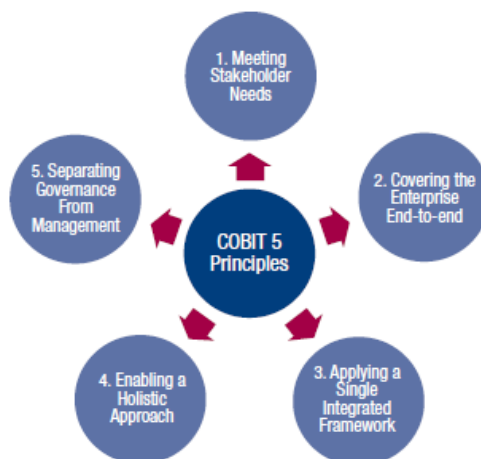 1. Meeting
Stakeholder
Needs
2. Covering the
Enterprise
End-to-end
3. Applying a
Single
Integrated
Framework
4. Enabling a
Holistic
Approach
5. Separating
Governance
From
Management
COBIT 5
Principles